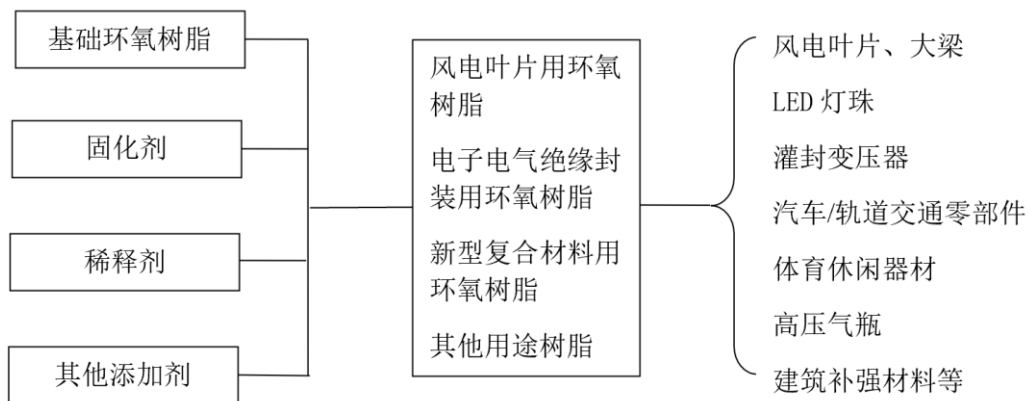 基础环氧树脂
固化剂
稀释剂
其他添加剂
风电叶片用环氧
树脂
电子电气绝缘封
装用环氧树脂
新型复合材料用
环氧树脂
其他用途树脂
风电叶片、大梁
LED 灯珠
灌封变压器
汽车/轨道交通零部件
体育休闲器材
高压气瓶
建筑补强材料等